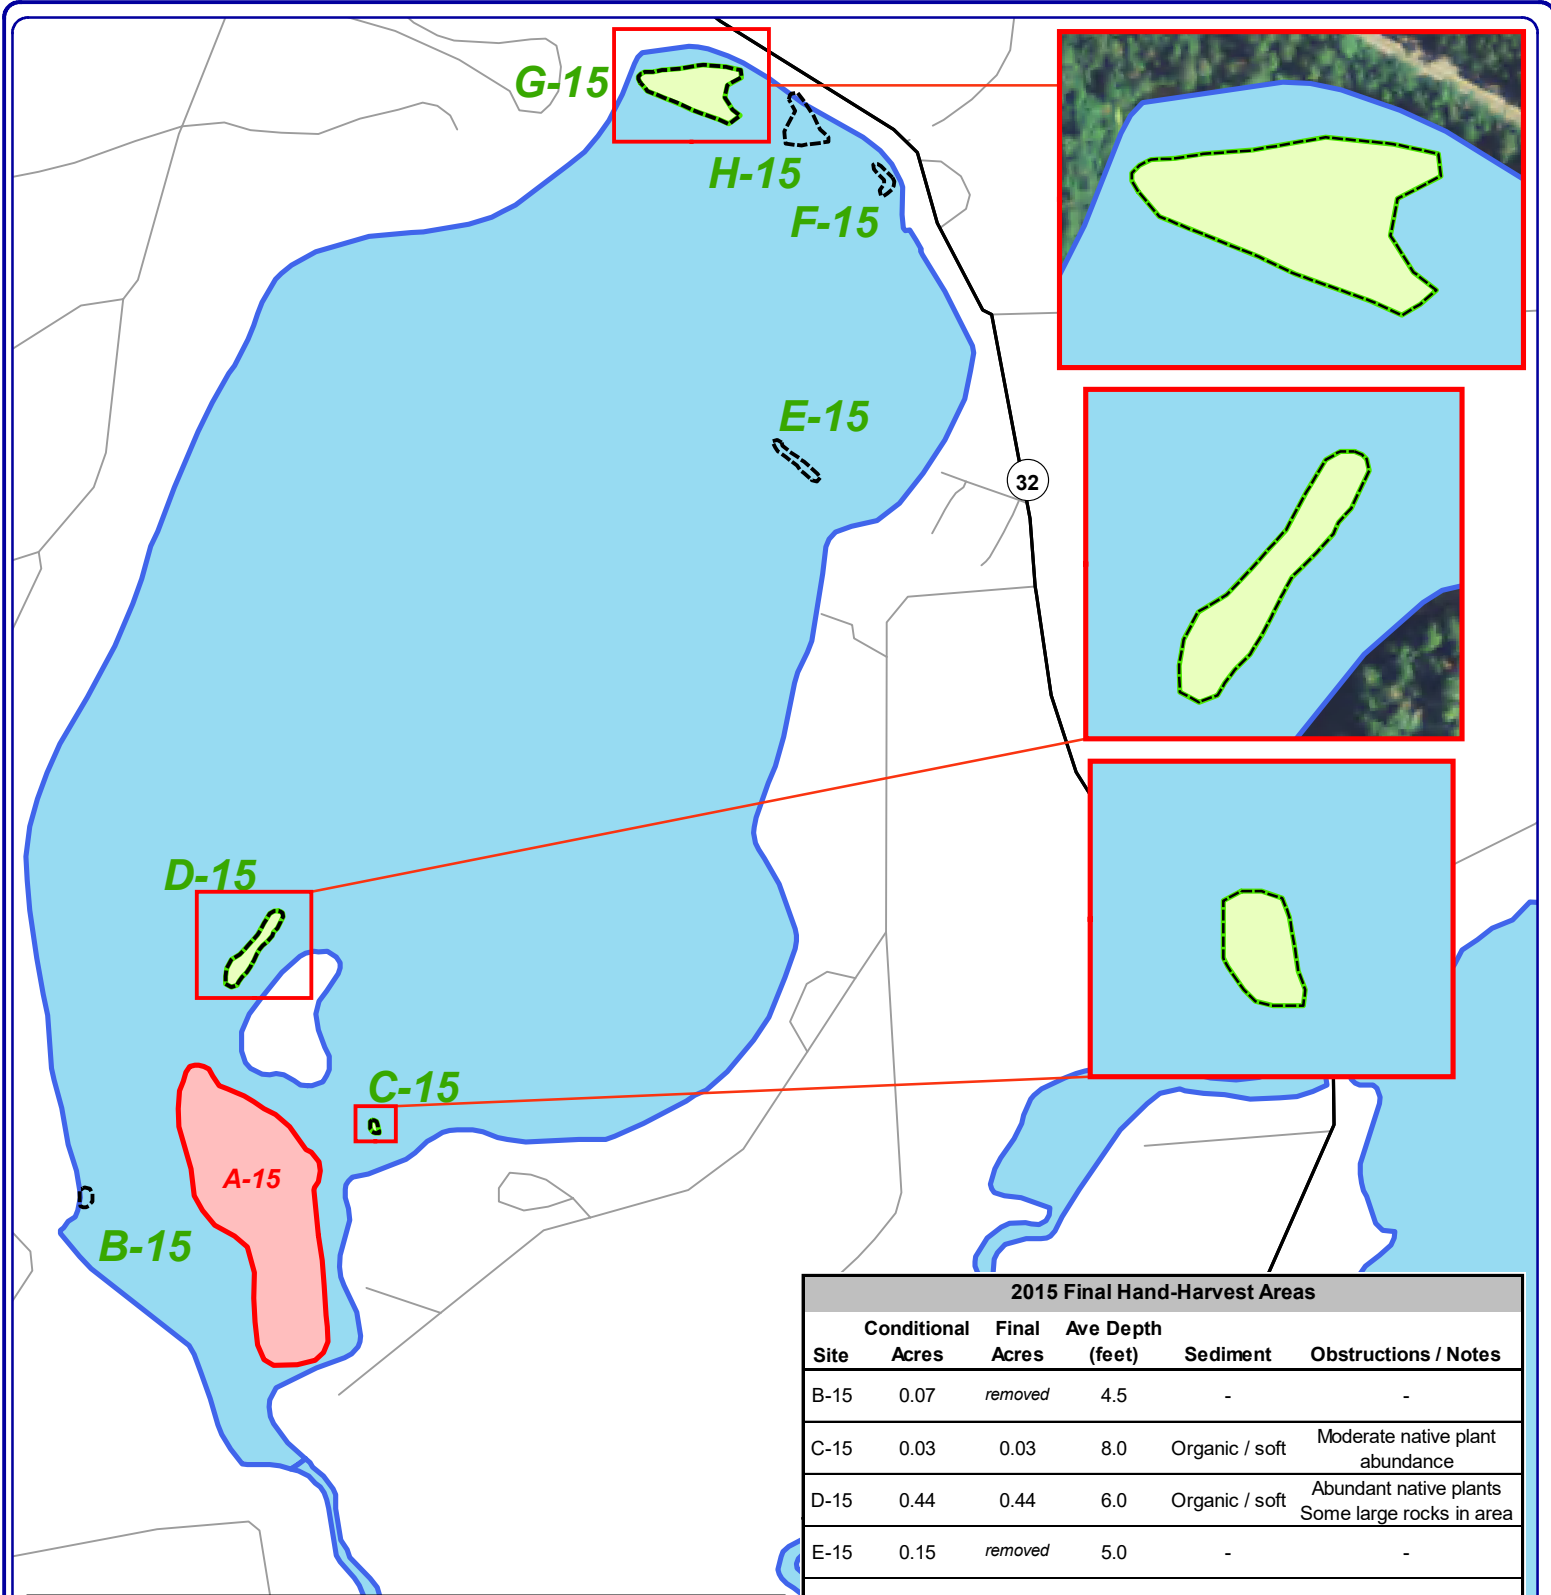 G-15
H-15
F-15
E-15
32
D-15
C-15
A-15
B-15
2015 Final Hand-Harvest Areas
Site Conditional Acres Final Acres Ave Depth (feet) Sediment Obstructions / Notes
B-15 0.07 removed 4.5 - -
C-15 0.03 0.03 8.0 Organic / soft Moderate native plant abundance
D-15 0.44 0.44 6.0 Organic / soft Abundant native plants Some large rocks in area
E-15 0.15 removed 5.0 - -